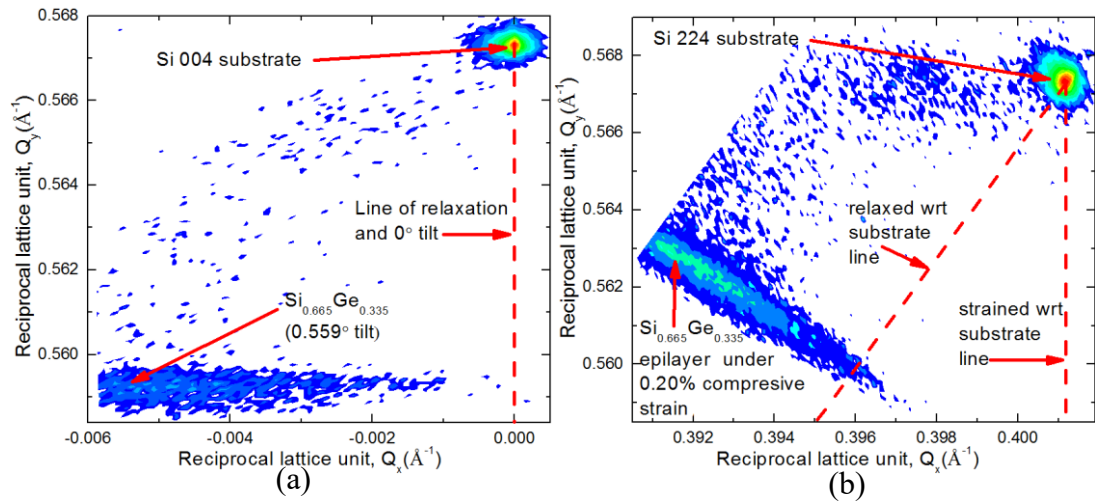 0.568
0.566
0.564
0.562
0.560
Reciprocal lattice unit, Q_y(Å⁻¹)
Si 004 substrate
Line of relaxation
and 0° tilt
Si₀.₆₆₅Ge₀.₃₃₅
(0.559° tilt)
-0.006 -0.004 -0.002 0.000
Reciprocal lattice unit, Q_x(Å⁻¹)
(a)
0.568
0.566
0.564
0.562
0.560
Reciprocal lattice unit, Q_y(Å⁻¹)
Si 224 substrate
relaxed wrt
substrate
line
strained wrt
substrate
line
Si₀.₆₆₅Ge₀.₃₃₅
epilayer under
0.20% compresive
strain
0.392 0.394 0.396 0.398 0.400
Reciprocal lattice unit, Q_x(Å⁻¹)
(b)